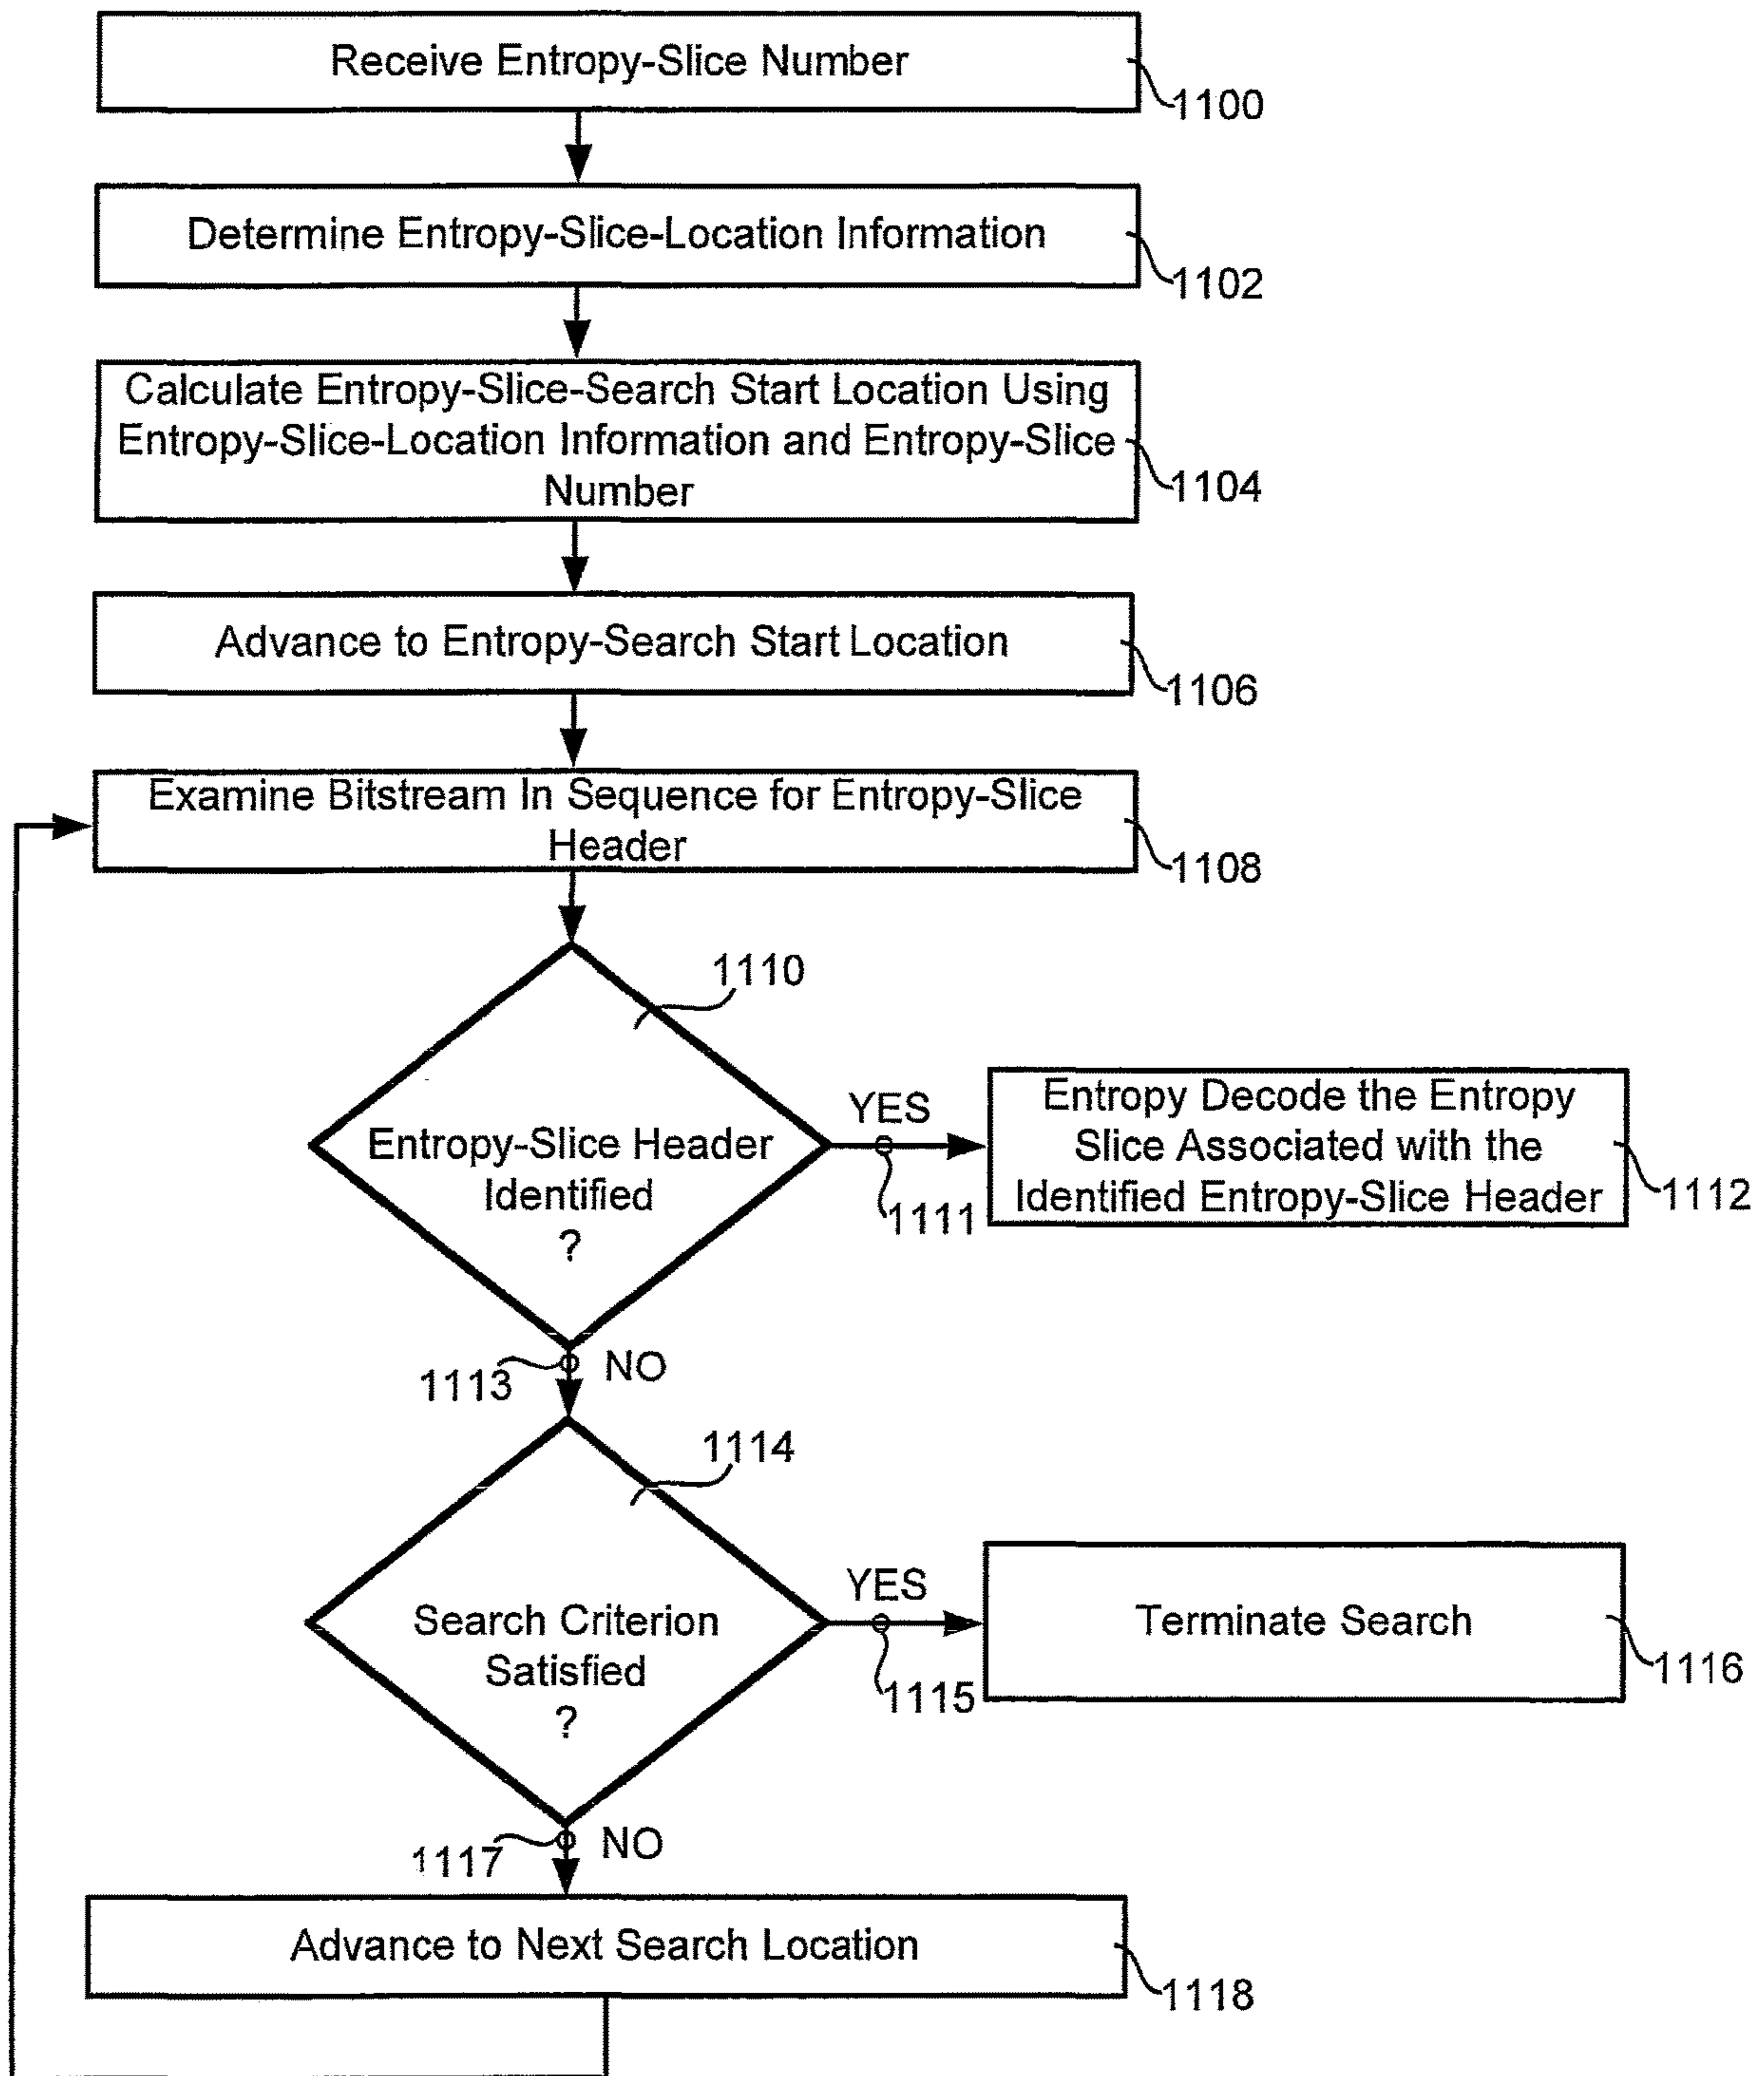 Receive Entropy-Slice Number
1100
Determine Entropy-Slice-Location Information
1102
Calculate Entropy-Slice-Search Start Location Using
Entropy-Slice-Location Information and Entropy-Slice
Number
1104
Advance to Entropy-Search Start Location
1106
Examine Bitstream In Sequence for Entropy-Slice
Header
1108
1110
Entropy-Slice Header
Identified
?
YES
1111
Entropy Decode the Entropy
Slice Associated with the
Identified Entropy-Slice Header
1112
1113
NO
1114
Search Criterion
Satisfied
?
YES
1115
Terminate Search
1116
1117
NO
Advance to Next Search Location
1118